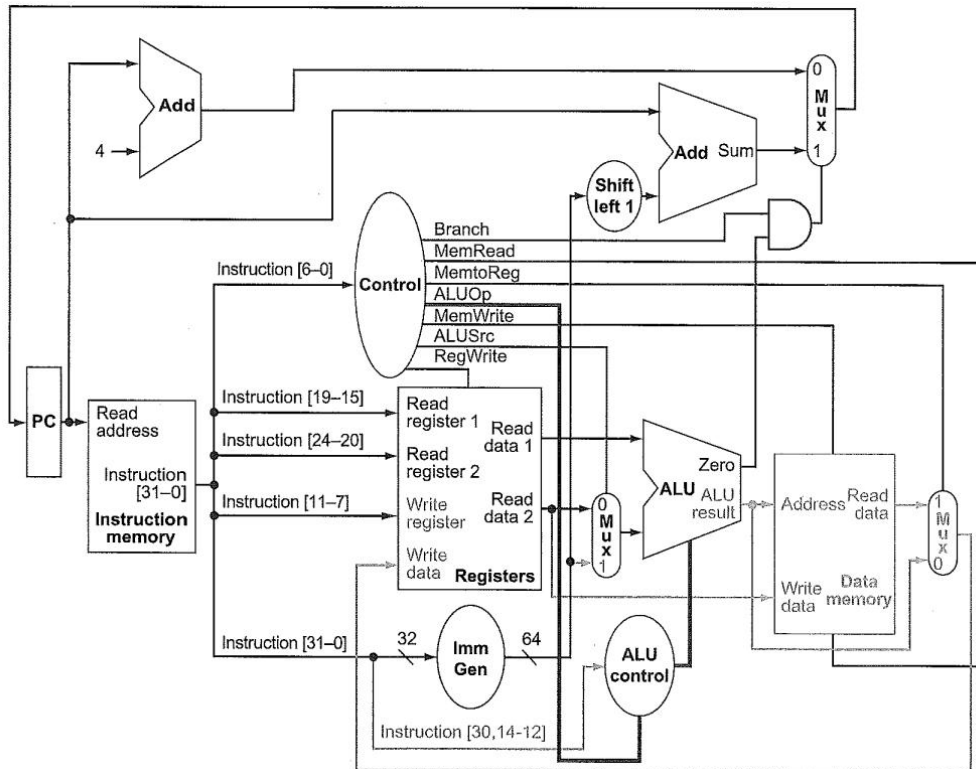 Add
4
Add
Sum
0
Mux
1
Shift
left 1
Branch
MemRead
MemtoReg
ALUOp
MemWrite
ALUSrc
RegWrite
Control
Instruction [6–0]
Instruction [19–15]
Instruction [24–20]
Instruction [11–7]
Instruction [31–0]
PC
Read
address
Instruction
[31–0]
Instruction
memory
Read
register 1
Read
register 2
Write
register
Write
data
Read
data 1
Read
data 2
Registers
0
Mux
1
ALU
Zero
ALU
result
Address
Read
data
Write
data
Data
memory
1
Mux
0
32
Imm
Gen
64
ALU
control
Instruction [30,14-12]